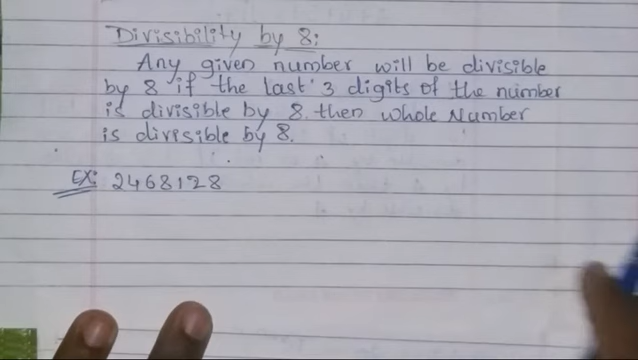 Divisibility by 8:
Any given number will be divisible
by 8 if the last 3 digits of the number
is divisible by 8. then whole Number
is divisible by 8.
EX: 2468128